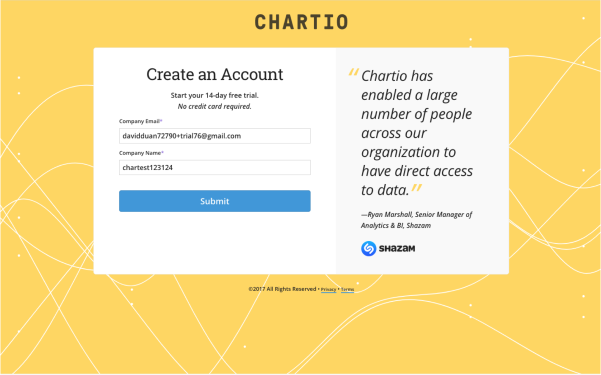 CHARTIO
Create an Account
Start your 14-day free trial.
No credit card required.
Company Email*
davidduan72790+trial76@gmail.com
Company Name*
chartest123124
Submit
“Chartio has
enabled a large
number of people
across our
organization to
have direct access
to data.”
—Ryan Marshall, Senior Manager of
Analytics & BI, Shazam
SHAZAM
©2017 All Rights Reserved • Privacy • Terms